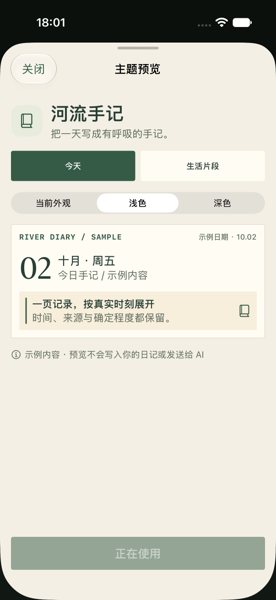 18:01
关闭
主题预览
河流手记
把一天写成有呼吸的手记。
今天
生活片段
当前外观
浅色
深色
RIVER DIARY / SAMPLE
示例日期 · 10.02
02
十月 · 周五
今日手记 / 示例内容
一页记录，按真实时刻展开
时间、来源与确定程度都保留。
示例内容 · 预览不会写入你的日记或发送给 AI
正在使用